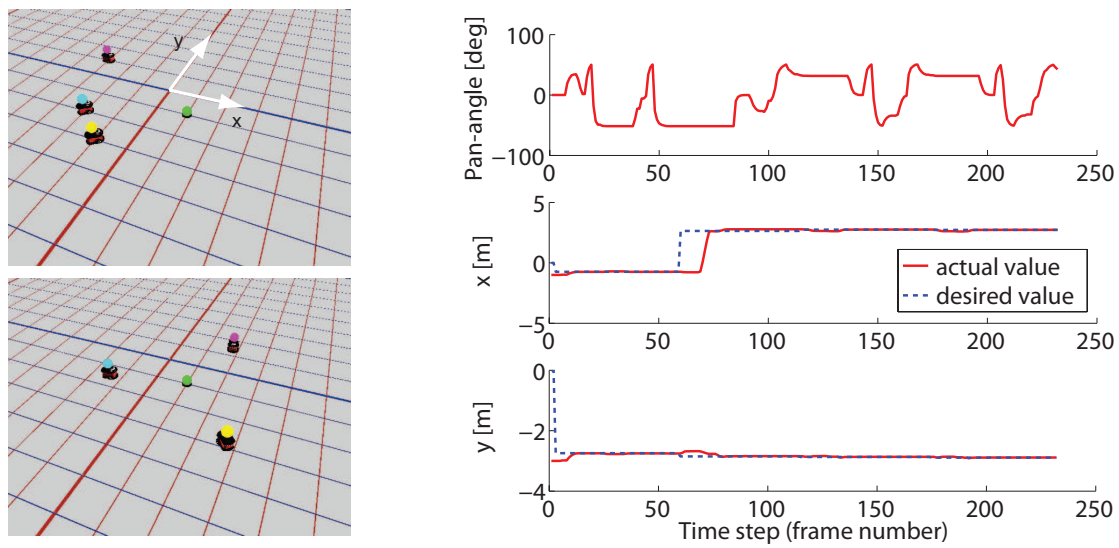 y
x
Pan-angle [deg]
100
0
−100
0 50 100 150 200 250
x [m]
5
0
−5
0 50 100 150 200 250
actual value
desired value
y [m]
0
−2
−4
0 50 100 150 200 250
Time step (frame number)